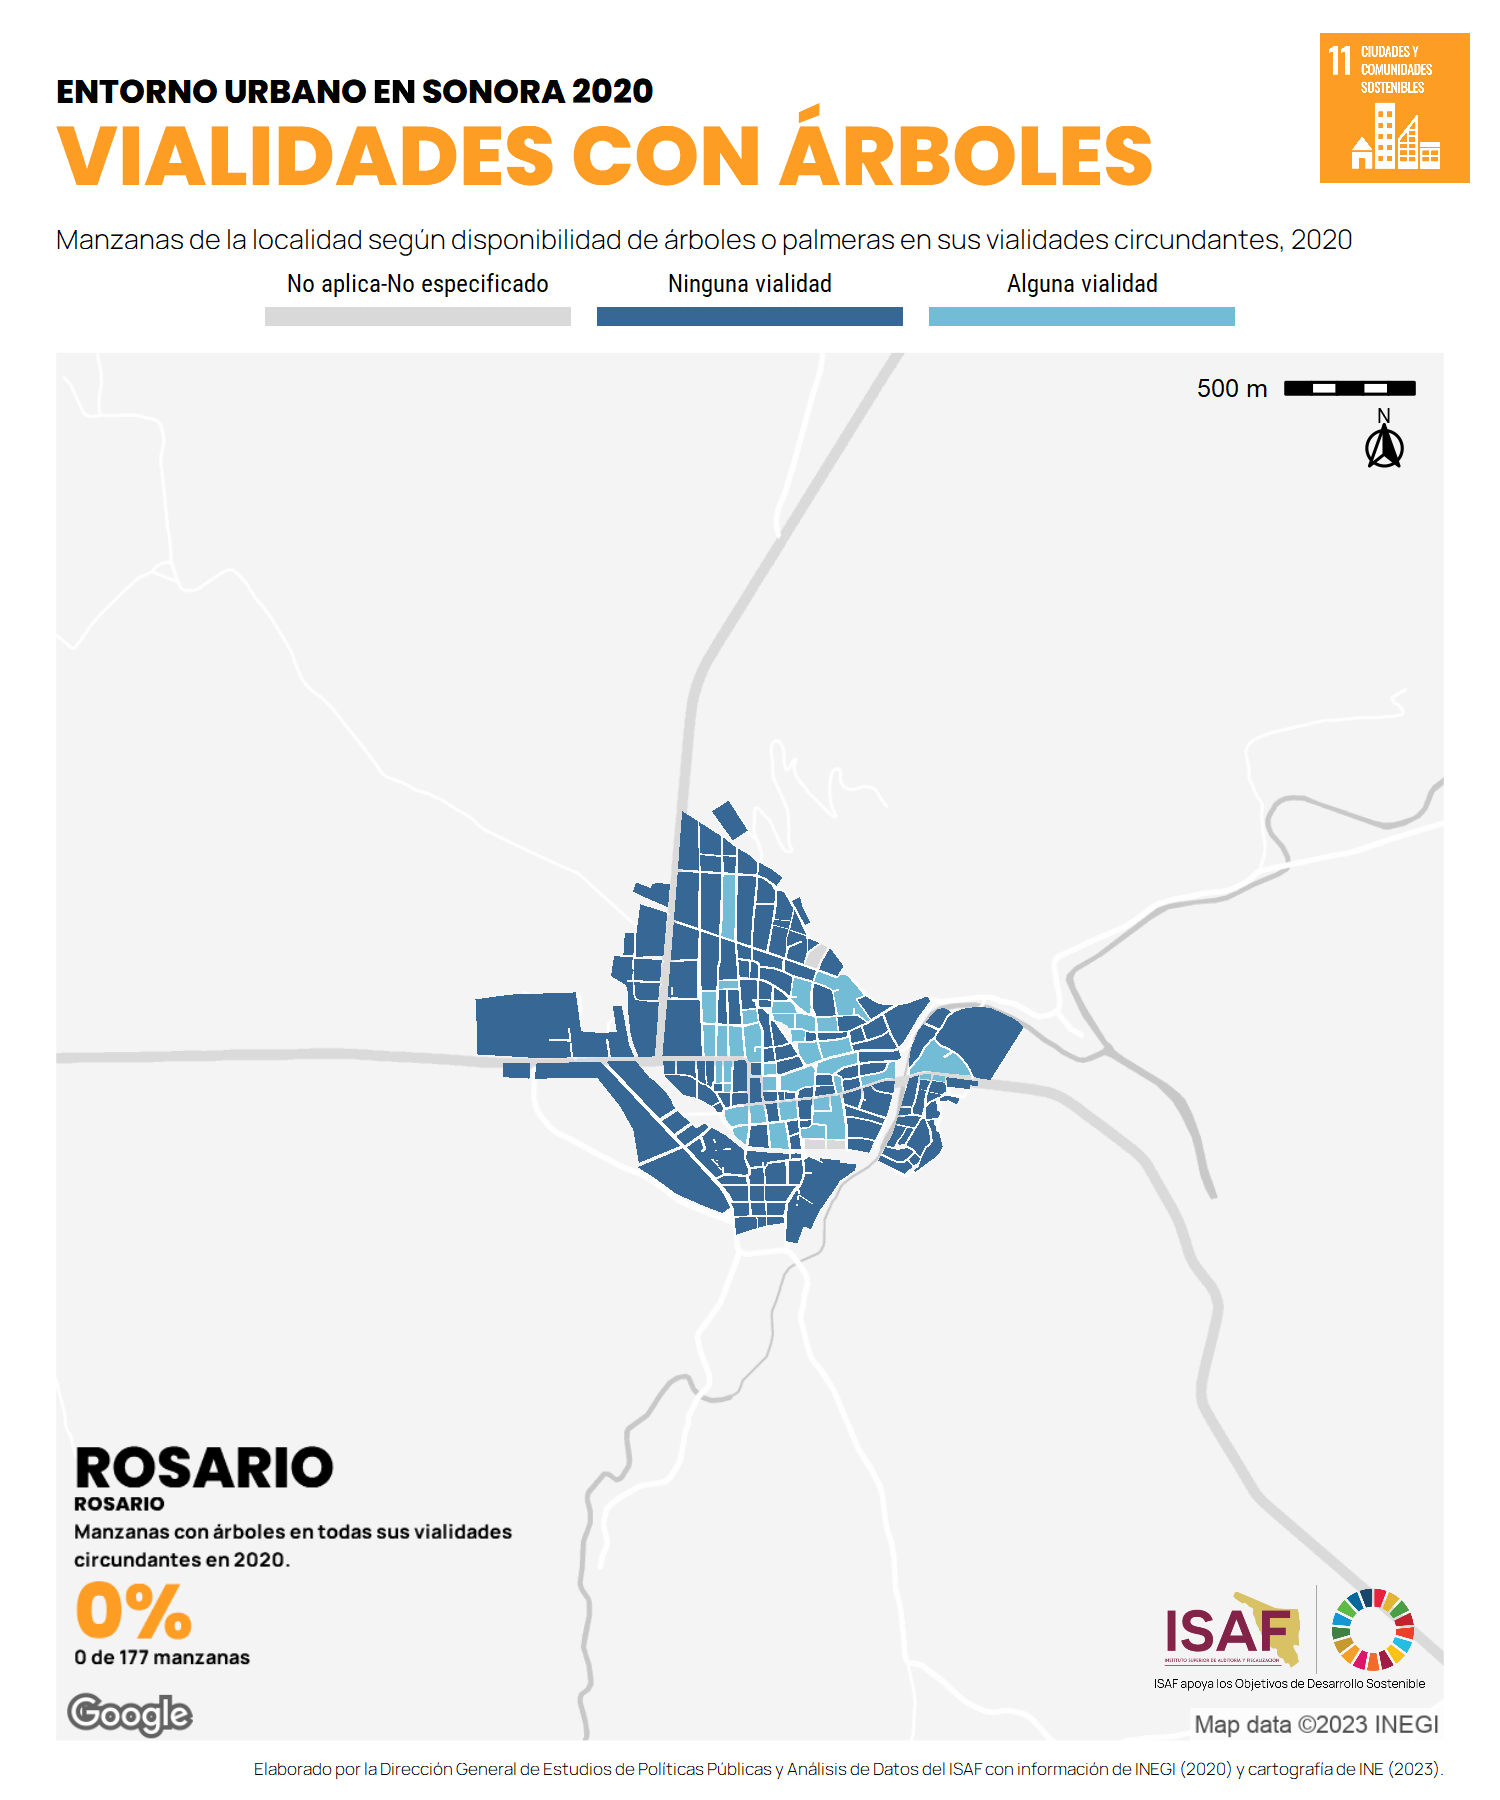 11 CIUDADES Y
COMUNIDADES
SOSTENIBLES
ENTORNO URBANO EN SONORA 2020
VIALIDADES CON ÁRBOLES
Manzanas de la localidad según disponibilidad de árboles o palmeras en sus vialidades circundantes, 2020
No aplica-No especificado
Ninguna vialidad
Alguna vialidad
500 m
N
ROSARIO
ROSARIO
Manzanas con árboles en todas sus vialidades
circundantes en 2020.
0%
0 de 177 manzanas
Google
ISAF
INSTITUTO SUPERIOR DE AUDITORÍA Y FISCALIZACIÓN
ISAF apoya los Objetivos de Desarrollo Sostenible
Map data ©2023 INEGI
Elaborado por la Dirección General de Estudios de Políticas Públicas y Análisis de Datos del ISAF con información de INEGI (2020) y cartografía de INE (2023).